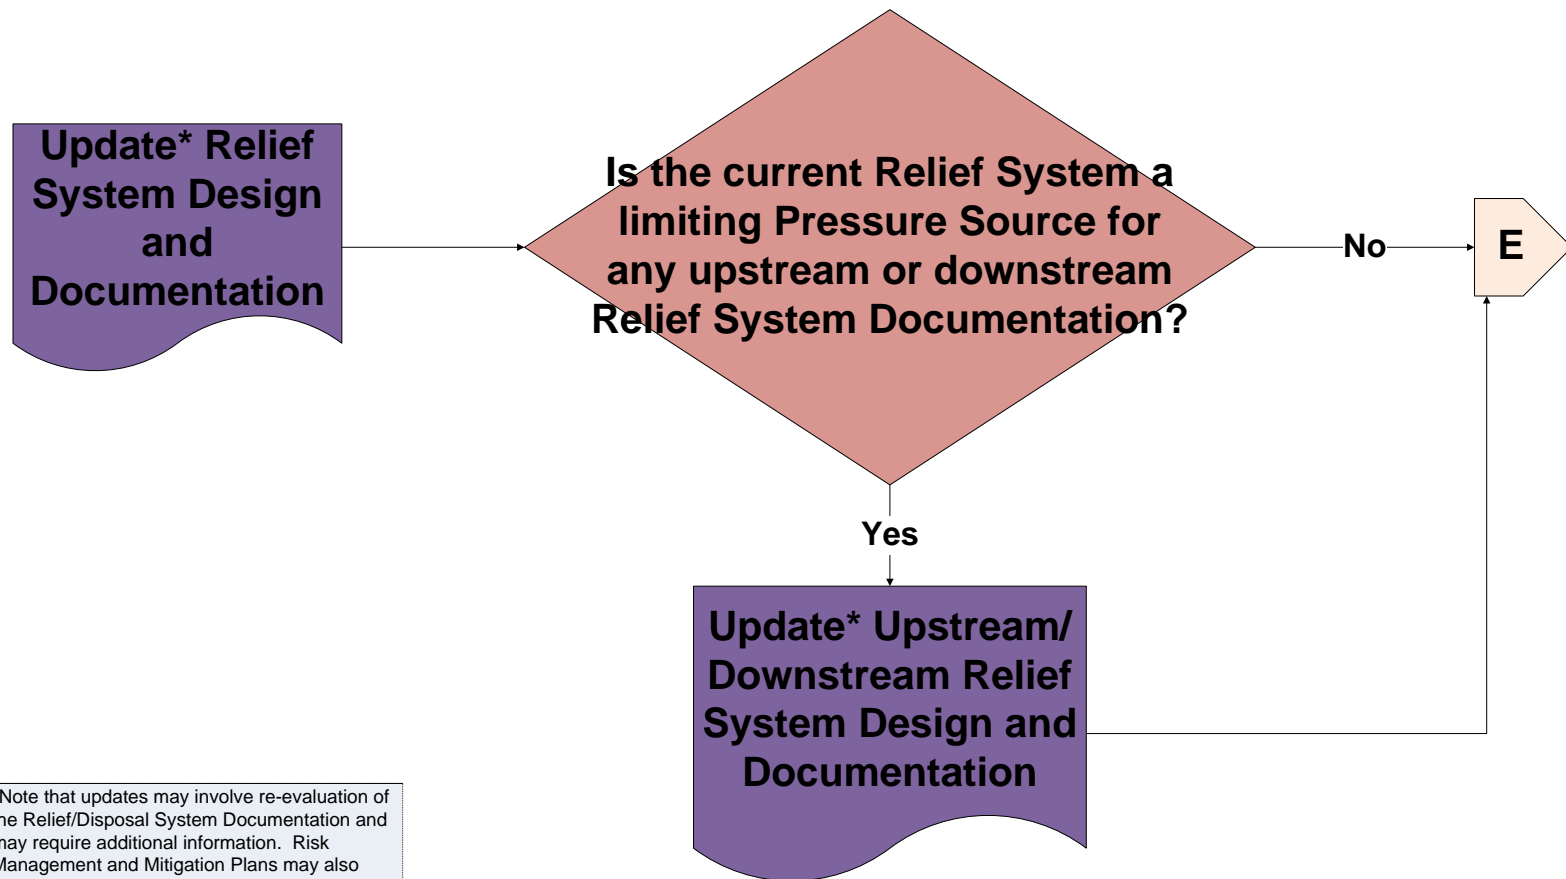 Update* Relief
System Design
and
Documentation
Is the current Relief System a
limiting Pressure Source for
any upstream or downstream
Relief System Documentation?
No
E
Yes
Update* Upstream/
Downstream Relief
System Design and
Documentation
Note that updates may involve re-evaluation of
he Relief/Disposal System Documentation and
may require additional information. Risk
Management and Mitigation Plans may also